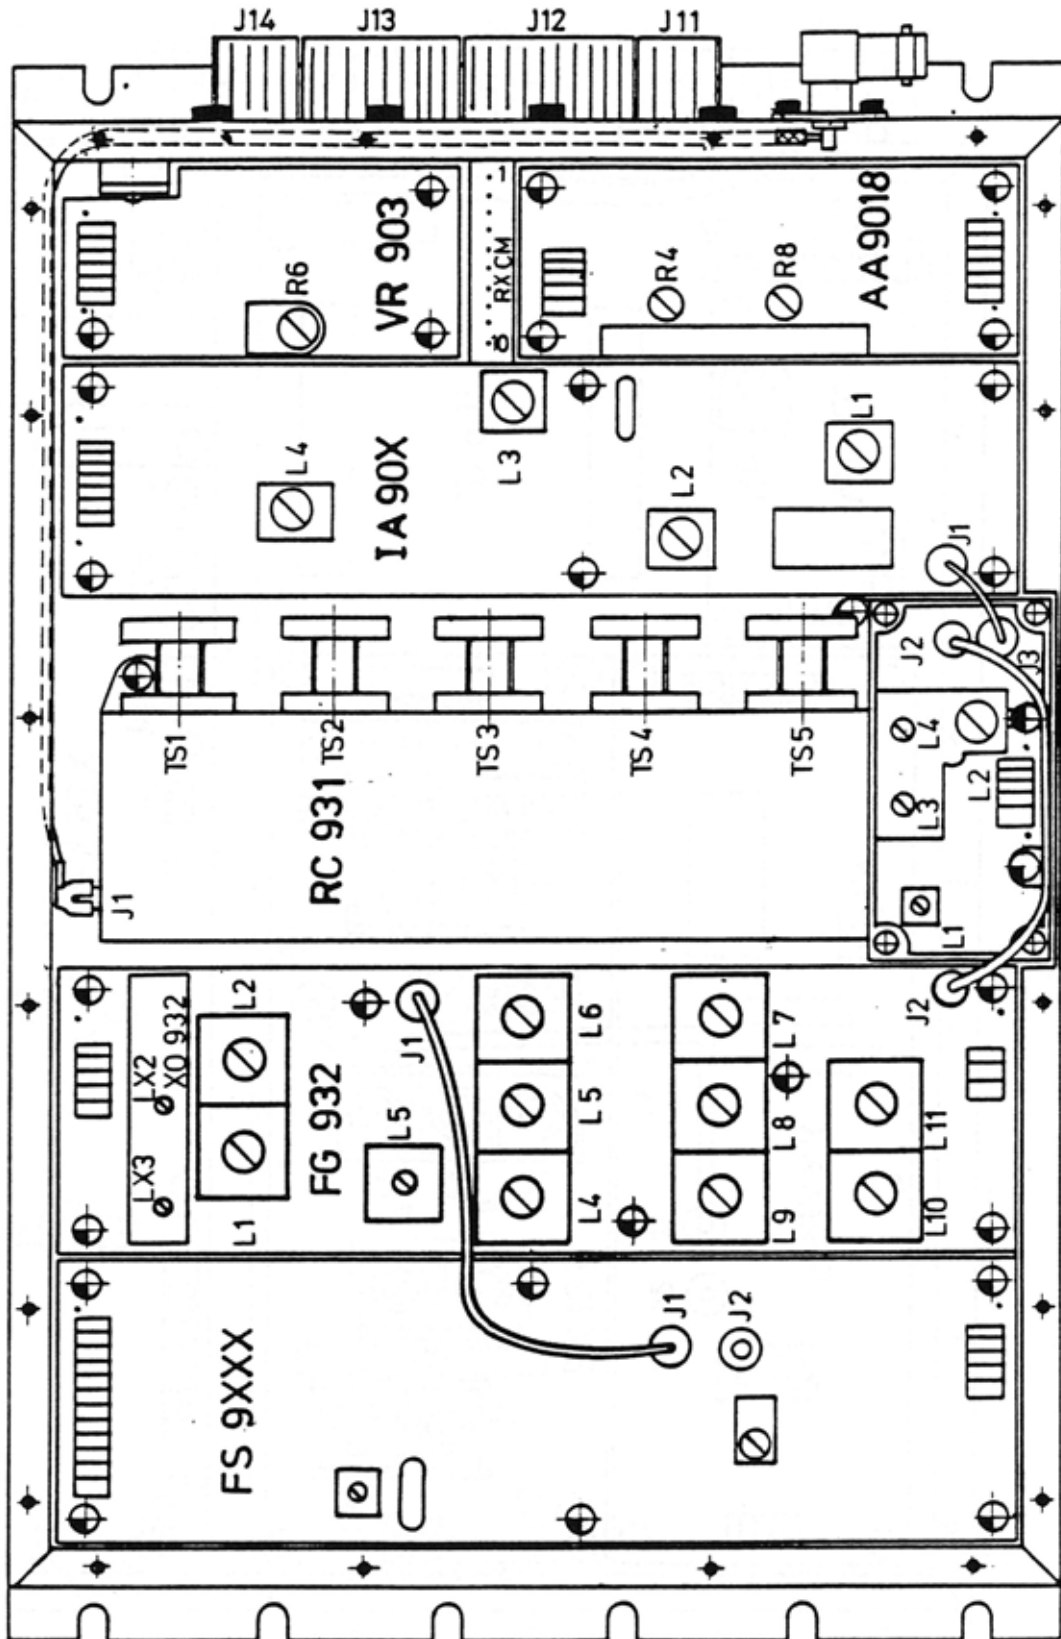 J14
J13
J12
J11
VR 903
R6
1
RX CM
10
AA9018
R4
R8
IA90X
L4
L3
L2
L1
J1
RC 931
J1
TS1
TS2
TS3
TS4
TS5
J2
J3
L4
L3
L2
L1
J2
FG 932
LX3
LX2
XO 932
L1
L2
L5
J1
L6
L5
L4
L7
L8
L9
L11
L10
FS 9XXX
J1
J2